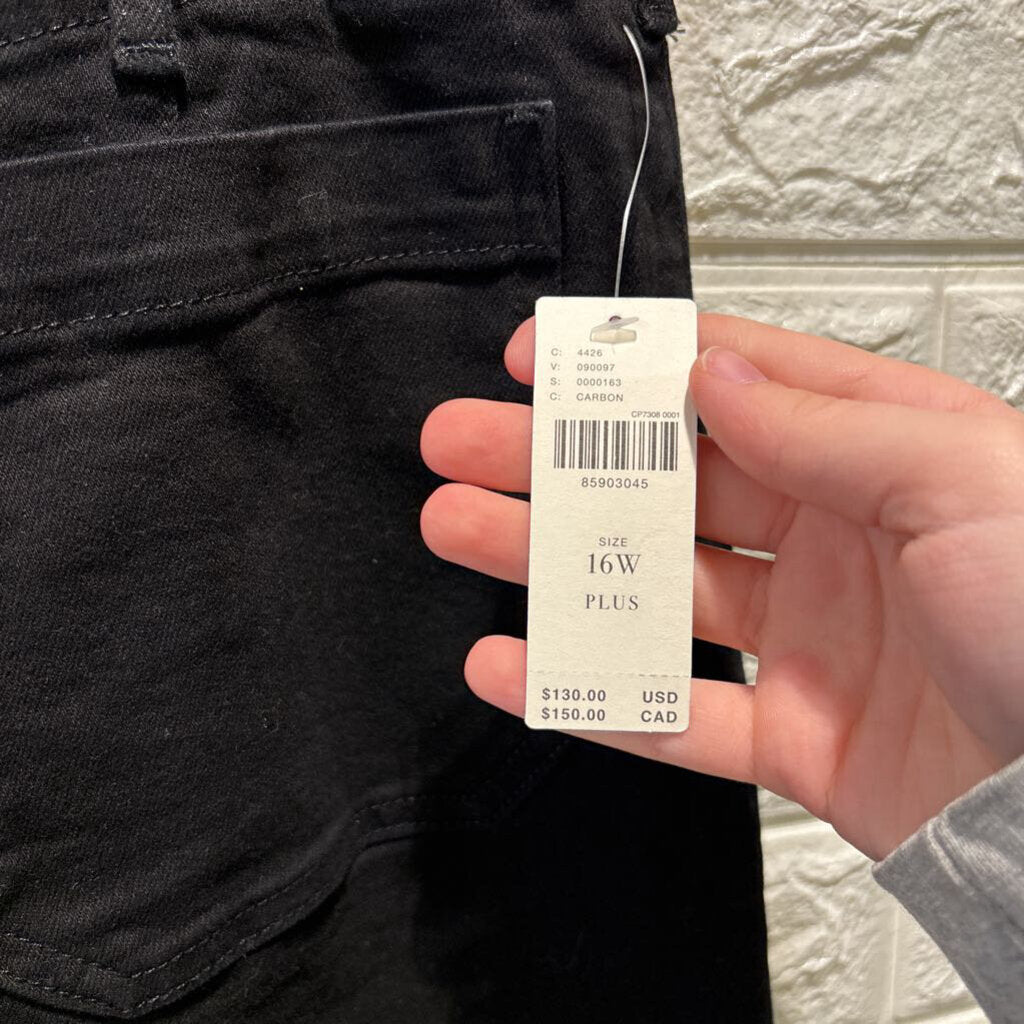 C: 4426
V: 090097
S: 0000163
C: CARBON
CP7308 0001
85903045
SIZE
16W
PLUS
$130.00 USD
$150.00 CAD